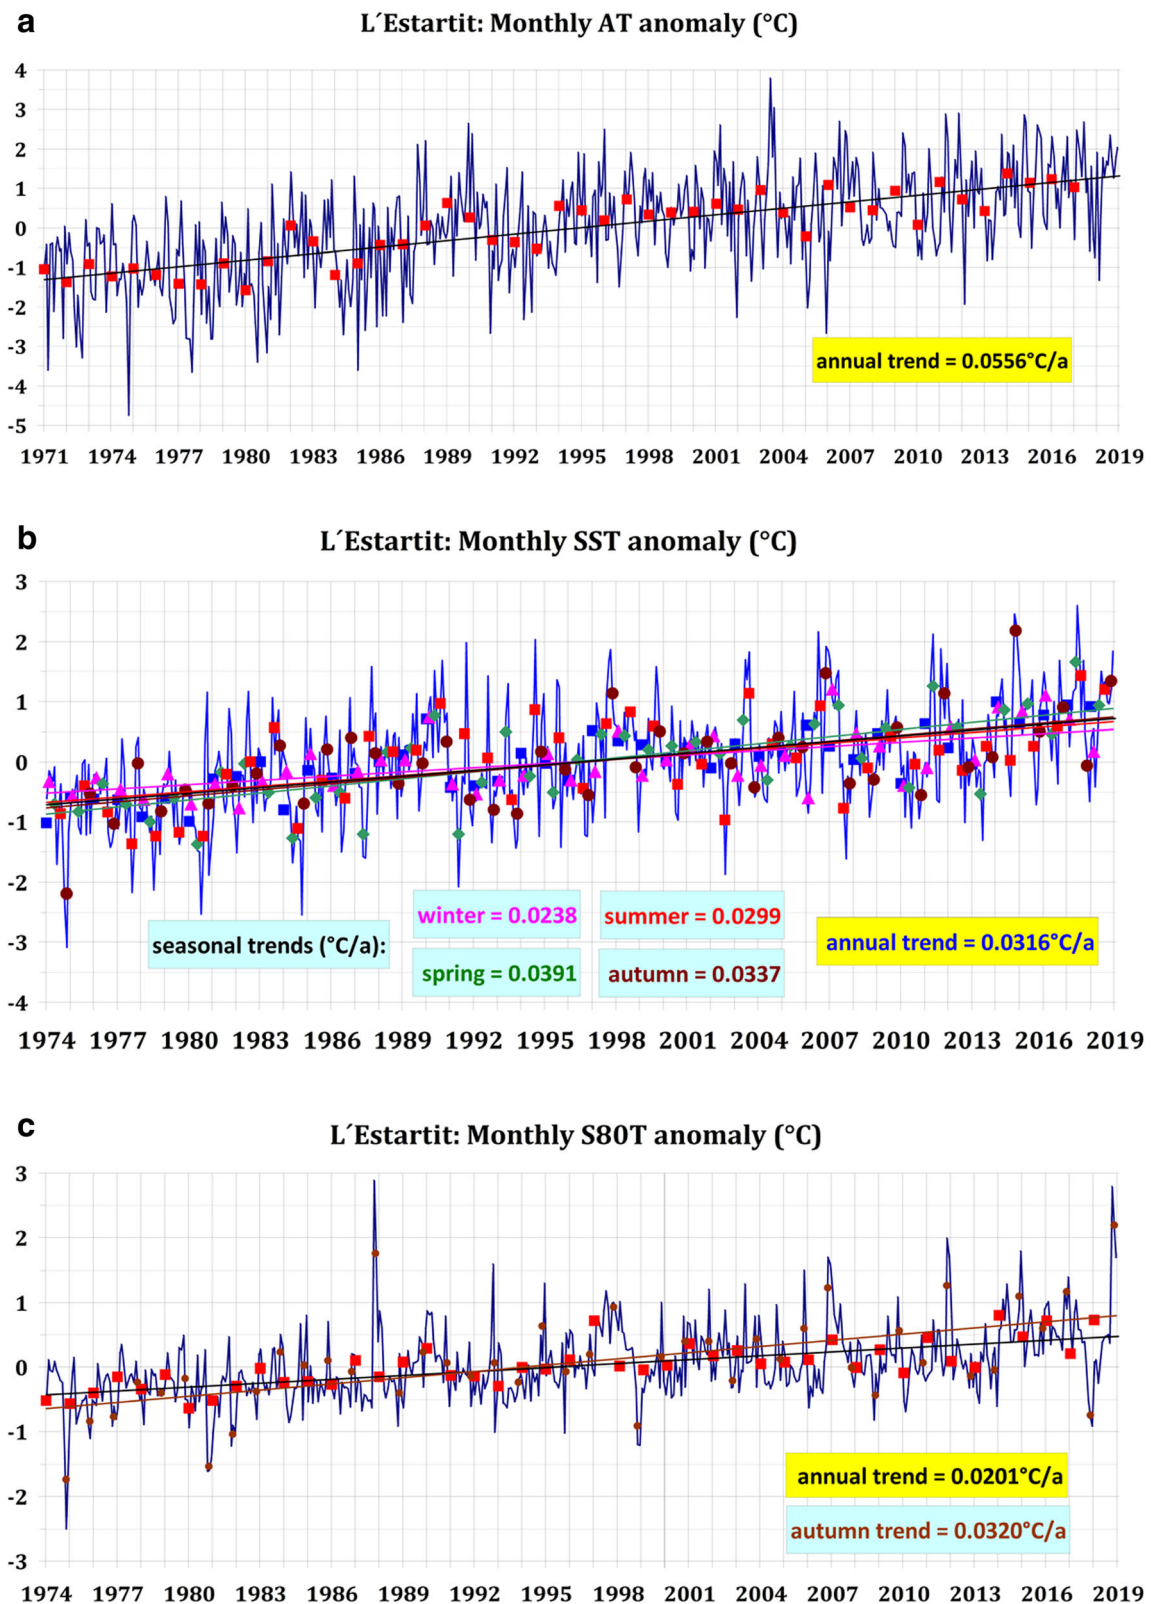 a
L´Estartit: Monthly AT anomaly (°C)
4
3
2
1
0
-1
-2
-3
-4
-5
annual trend = 0.0556°C/a
1971 1974 1977 1980 1983 1986 1989 1992 1995 1998 2001 2004 2007 2010 2013 2016 2019
b
L´Estartit: Monthly SST anomaly (°C)
3
2
1
0
-1
-2
-3
-4
seasonal trends (°C/a):
winter = 0.0238
summer = 0.0299
spring = 0.0391
autumn = 0.0337
annual trend = 0.0316°C/a
1974 1977 1980 1983 1986 1989 1992 1995 1998 2001 2004 2007 2010 2013 2016 2019
c
L´Estartit: Monthly S80T anomaly (°C)
3
2
1
0
-1
-2
-3
annual trend = 0.0201°C/a
autumn trend = 0.0320°C/a
1974 1977 1980 1983 1986 1989 1992 1995 1998 2001 2004 2007 2010 2013 2016 2019